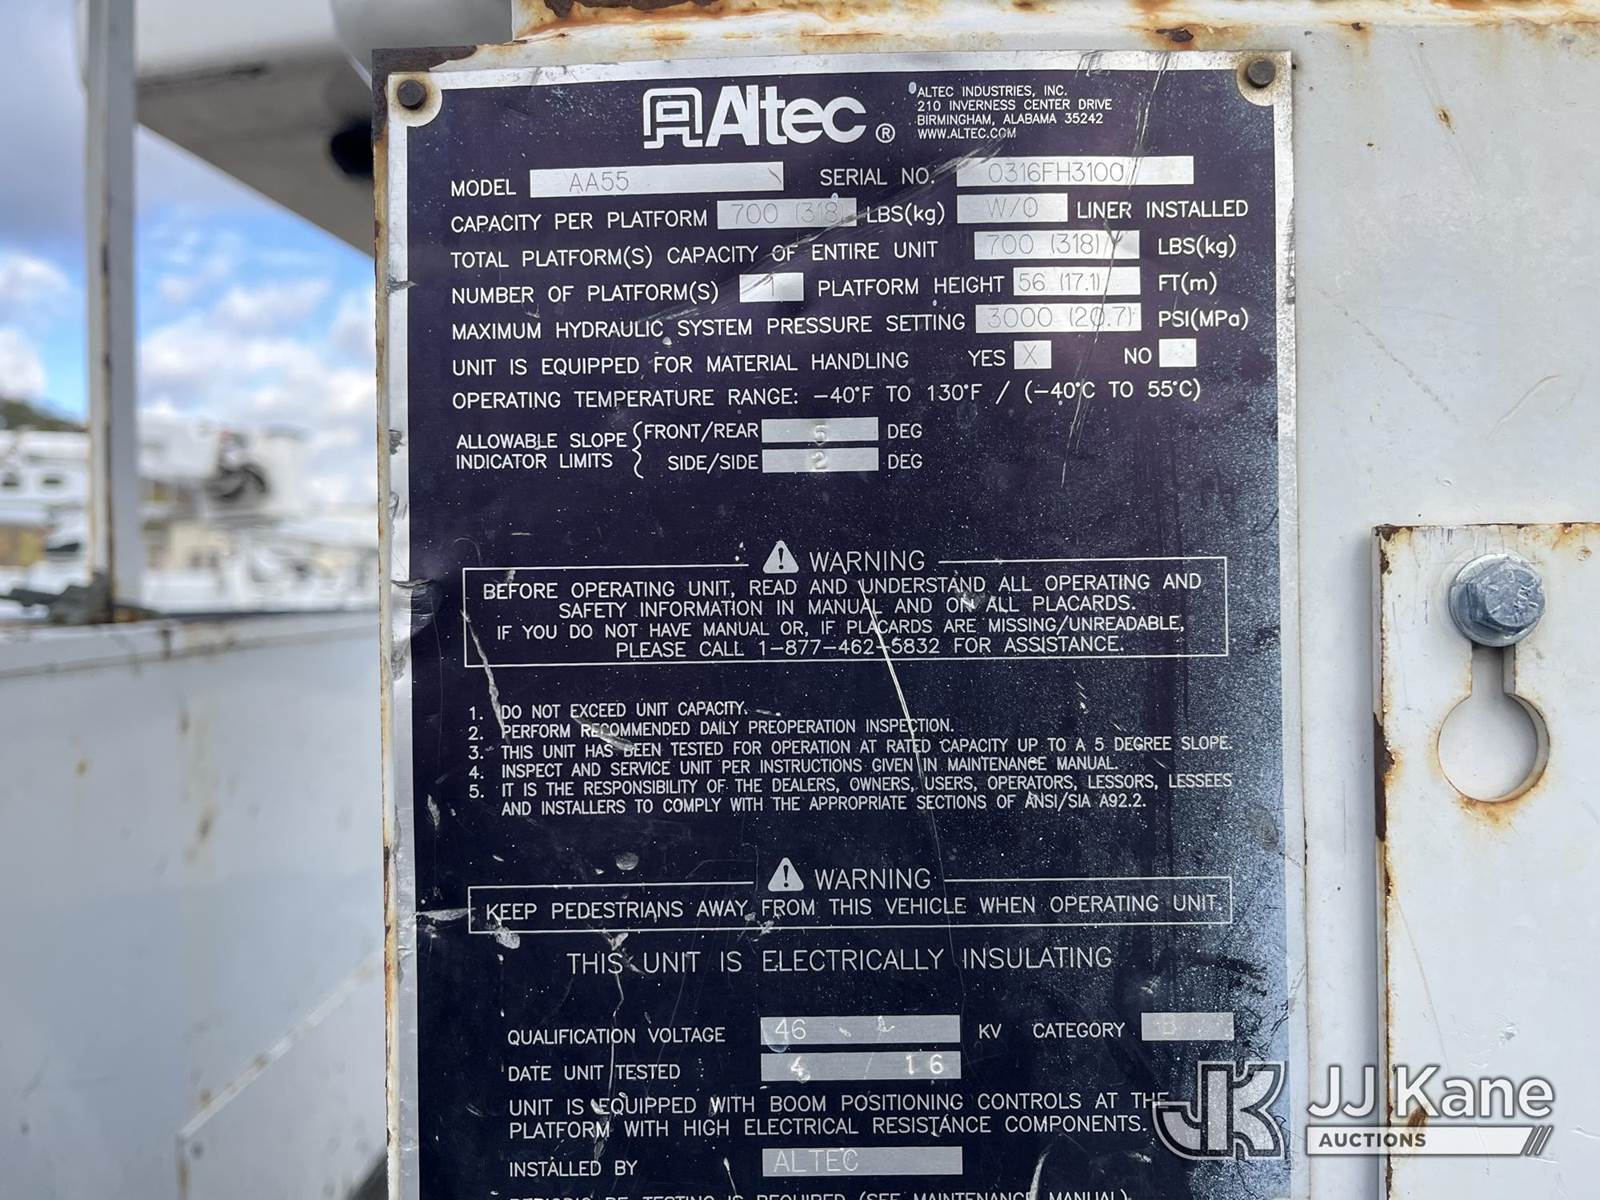 Altec ®
ALTEC INDUSTRIES, INC.
210 INVERNESS CENTER DRIVE
BIRMINGHAM, ALABAMA 35242
WWW.ALTEC.COM
MODEL AA55 SERIAL NO. 0316FH3100
CAPACITY PER PLATFORM 700 (318) LBS(kg) W/O LINER INSTALLED
TOTAL PLATFORM(S) CAPACITY OF ENTIRE UNIT 700 (318) LBS(kg)
NUMBER OF PLATFORM(S) 1 PLATFORM HEIGHT 56 (17.1) FT(m)
MAXIMUM HYDRAULIC SYSTEM PRESSURE SETTING 3000 (20.7) PSI(MPa)
UNIT IS EQUIPPED FOR MATERIAL HANDLING YES X NO
OPERATING TEMPERATURE RANGE: -40°F TO 130°F / (-40°C TO 55°C)
ALLOWABLE SLOPE INDICATOR LIMITS
FRONT/REAR 5 DEG
SIDE/SIDE 2 DEG
WARNING
BEFORE OPERATING UNIT, READ AND UNDERSTAND ALL OPERATING AND
SAFETY INFORMATION IN MANUAL AND ON ALL PLACARDS.
IF YOU DO NOT HAVE MANUAL OR, IF PLACARDS ARE MISSING/UNREADABLE,
PLEASE CALL 1-877-462-5832 FOR ASSISTANCE.
1. DO NOT EXCEED UNIT CAPACITY.
2. PERFORM RECOMMENDED DAILY PREOPERATION INSPECTION.
3. THIS UNIT HAS BEEN TESTED FOR OPERATION AT RATED CAPACITY UP TO A 5 DEGREE SLOPE.
4. INSPECT AND SERVICE UNIT PER INSTRUCTIONS GIVEN IN MAINTENANCE MANUAL.
5. IT IS THE RESPONSIBILITY OF THE DEALERS, OWNERS, USERS, OPERATORS, LESSORS, LESSEES
AND INSTALLERS TO COMPLY WITH THE APPROPRIATE SECTIONS OF ANSI/SIA A92.2.
WARNING
KEEP PEDESTRIANS AWAY FROM THIS VEHICLE WHEN OPERATING UNIT.
THIS UNIT IS ELECTRICALLY INSULATING
QUALIFICATION VOLTAGE 46 KV CATEGORY B
DATE UNIT TESTED 4 16
UNIT IS EQUIPPED WITH BOOM POSITIONING CONTROLS AT THE
PLATFORM WITH HIGH ELECTRICAL RESISTANCE COMPONENTS.
INSTALLED BY ALTEC
PERIODIC RE-TESTING IS REQUIRED (SEE MAINTENANCE MANUAL).
JK JJ Kane
AUCTIONS